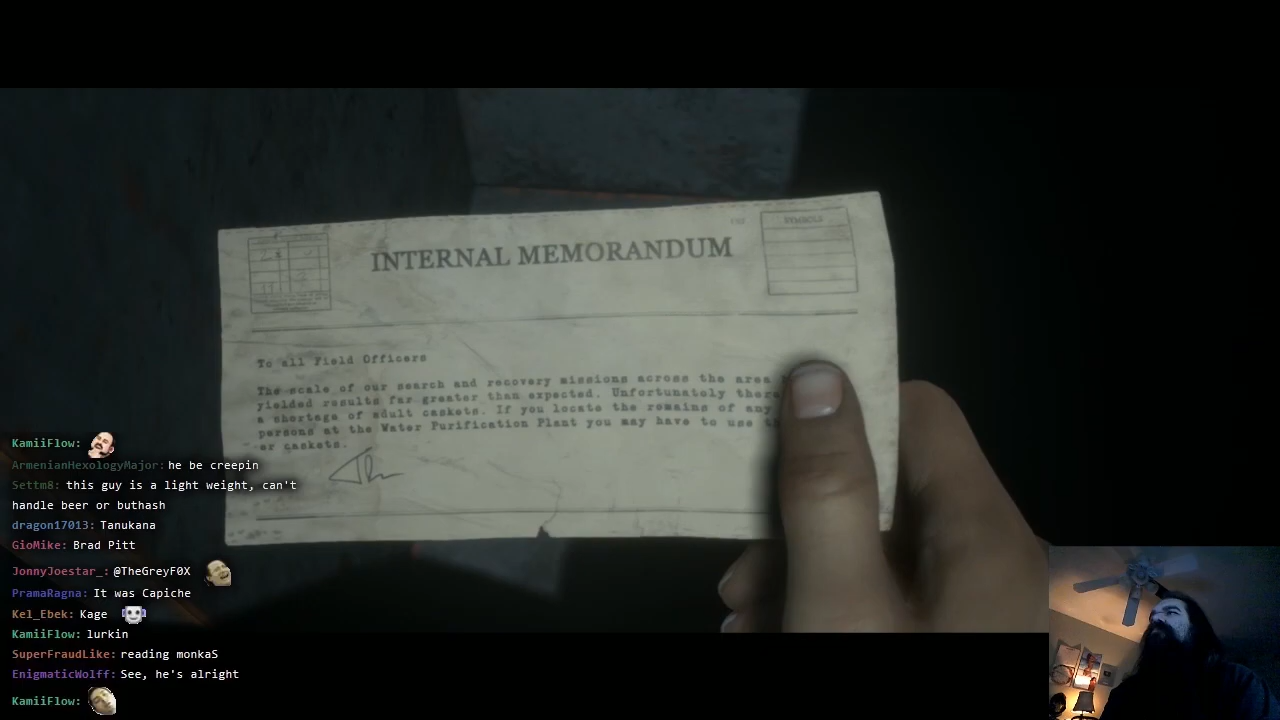 INTERNAL MEMORANDUM
SYMBOLS
To all Field Officers
The scale of our search and recovery missions across the area
yielded results far greater than expected. Unfortunately there
a shortage of adult caskets. If you locate the remains of any
persons at the Water Purification Plant you may have to use
er caskets.
KamiiFlow:
ArmenianHexologyMajor: he be creepin
Settm8: this guy is a light weight, can't
handle beer or buthash
dragon17013: Tanukana
GioMike: Brad Pitt
JonnyJoestar_: @TheGreyF0X
PramaRagna: It was Capiche
Kel_Ebek: Kage
KamiiFlow: lurkin
SuperFraudLike: reading monkaS
EnigmaticWolff: See, he's alright
KamiiFlow: